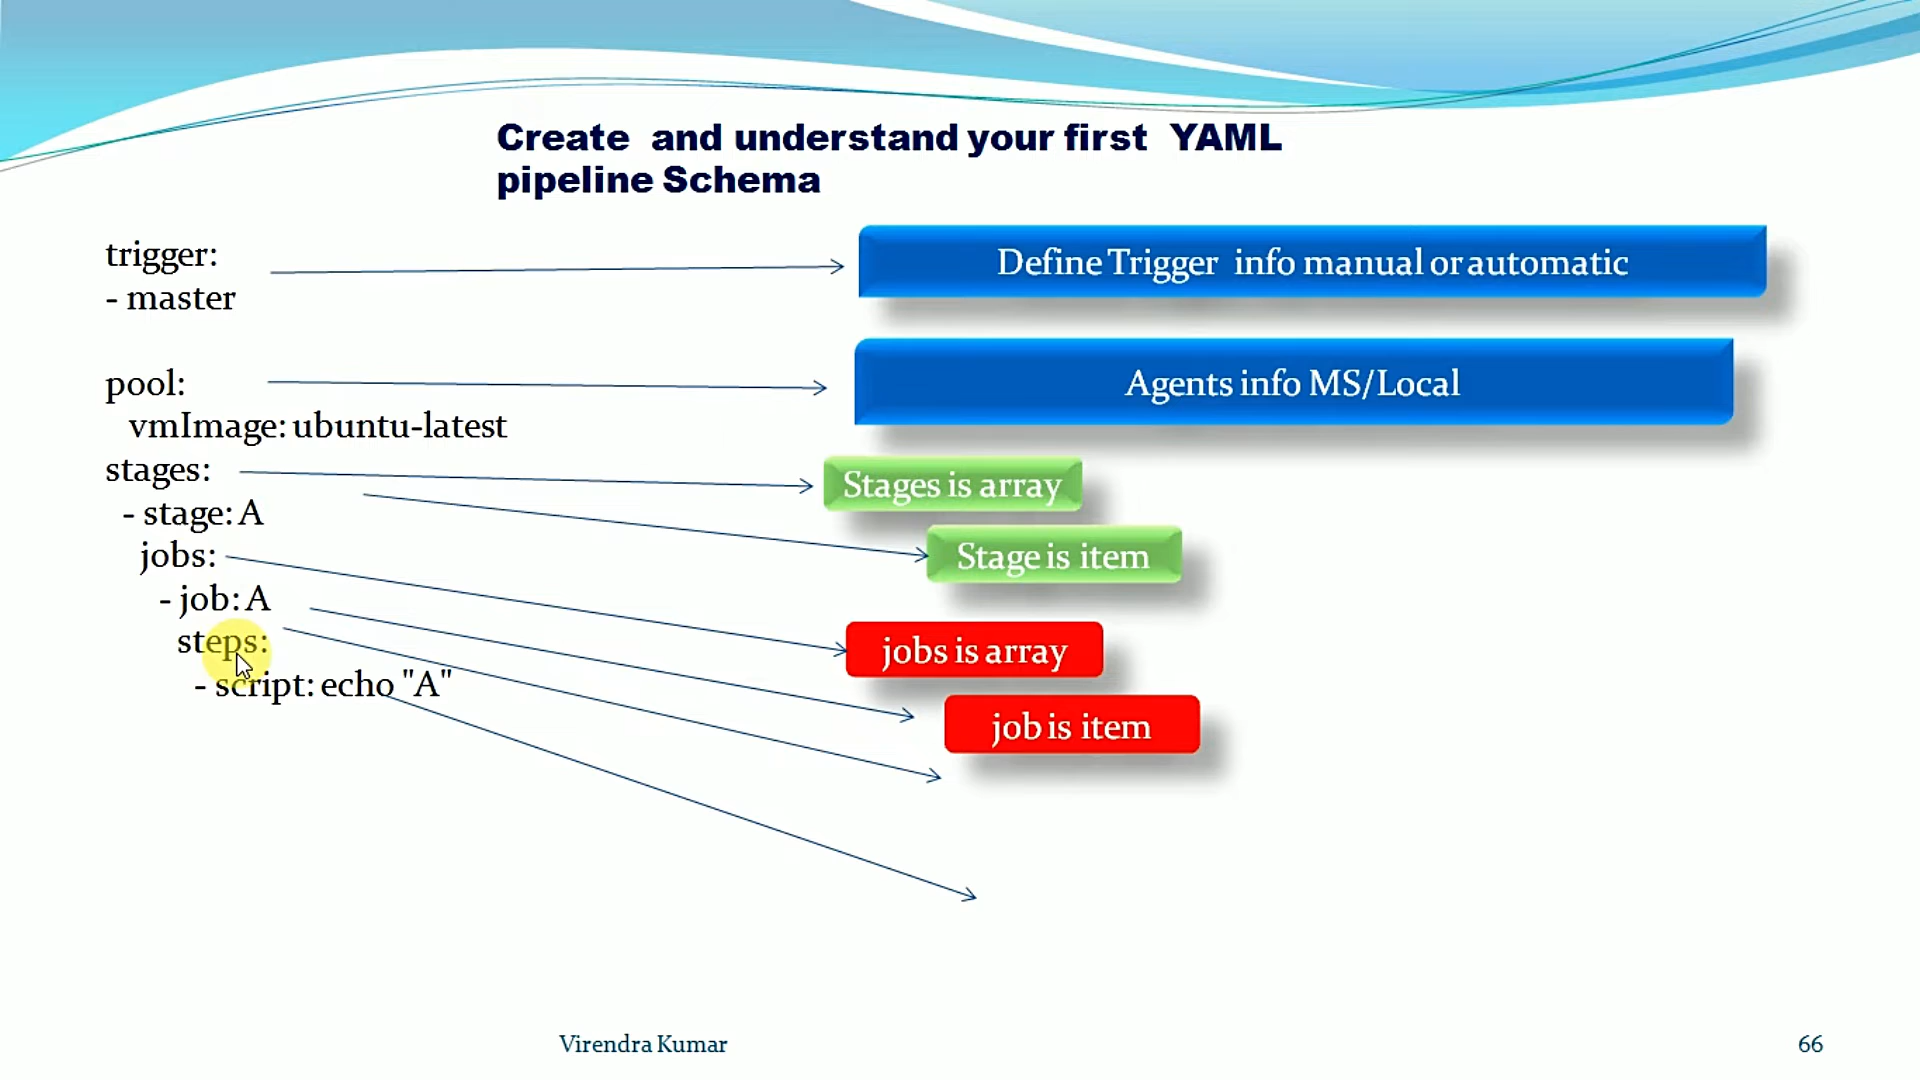 Create and understand your first YAML
pipeline Schema
trigger:
- master
Define Trigger info manual or automatic
pool:
vmImage: ubuntu-latest
Agents info MS/Local
stages:
- stage: A
Stages is array
Stage is item
jobs:
- job: A
steps:
- script: echo "A"
jobs is array
job is item
Virendra Kumar
66